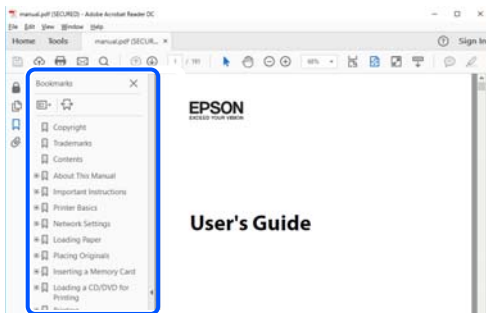 manual.pdf (SECURED) - Adobe Acrobat Reader DC
File Edit View Window Help
Home Tools manual.pdf (SECUR... × Sign In
1 / 191
Bookmarks
EPSON
EXCEED YOUR VISION
Copyright
Trademarks
Contents
About This Manual
Important Instructions
Printer Basics
Network Settings
User's Guide
Loading Paper
Placing Originals
Inserting a Memory Card
Loading a CD/DVD for
Printing